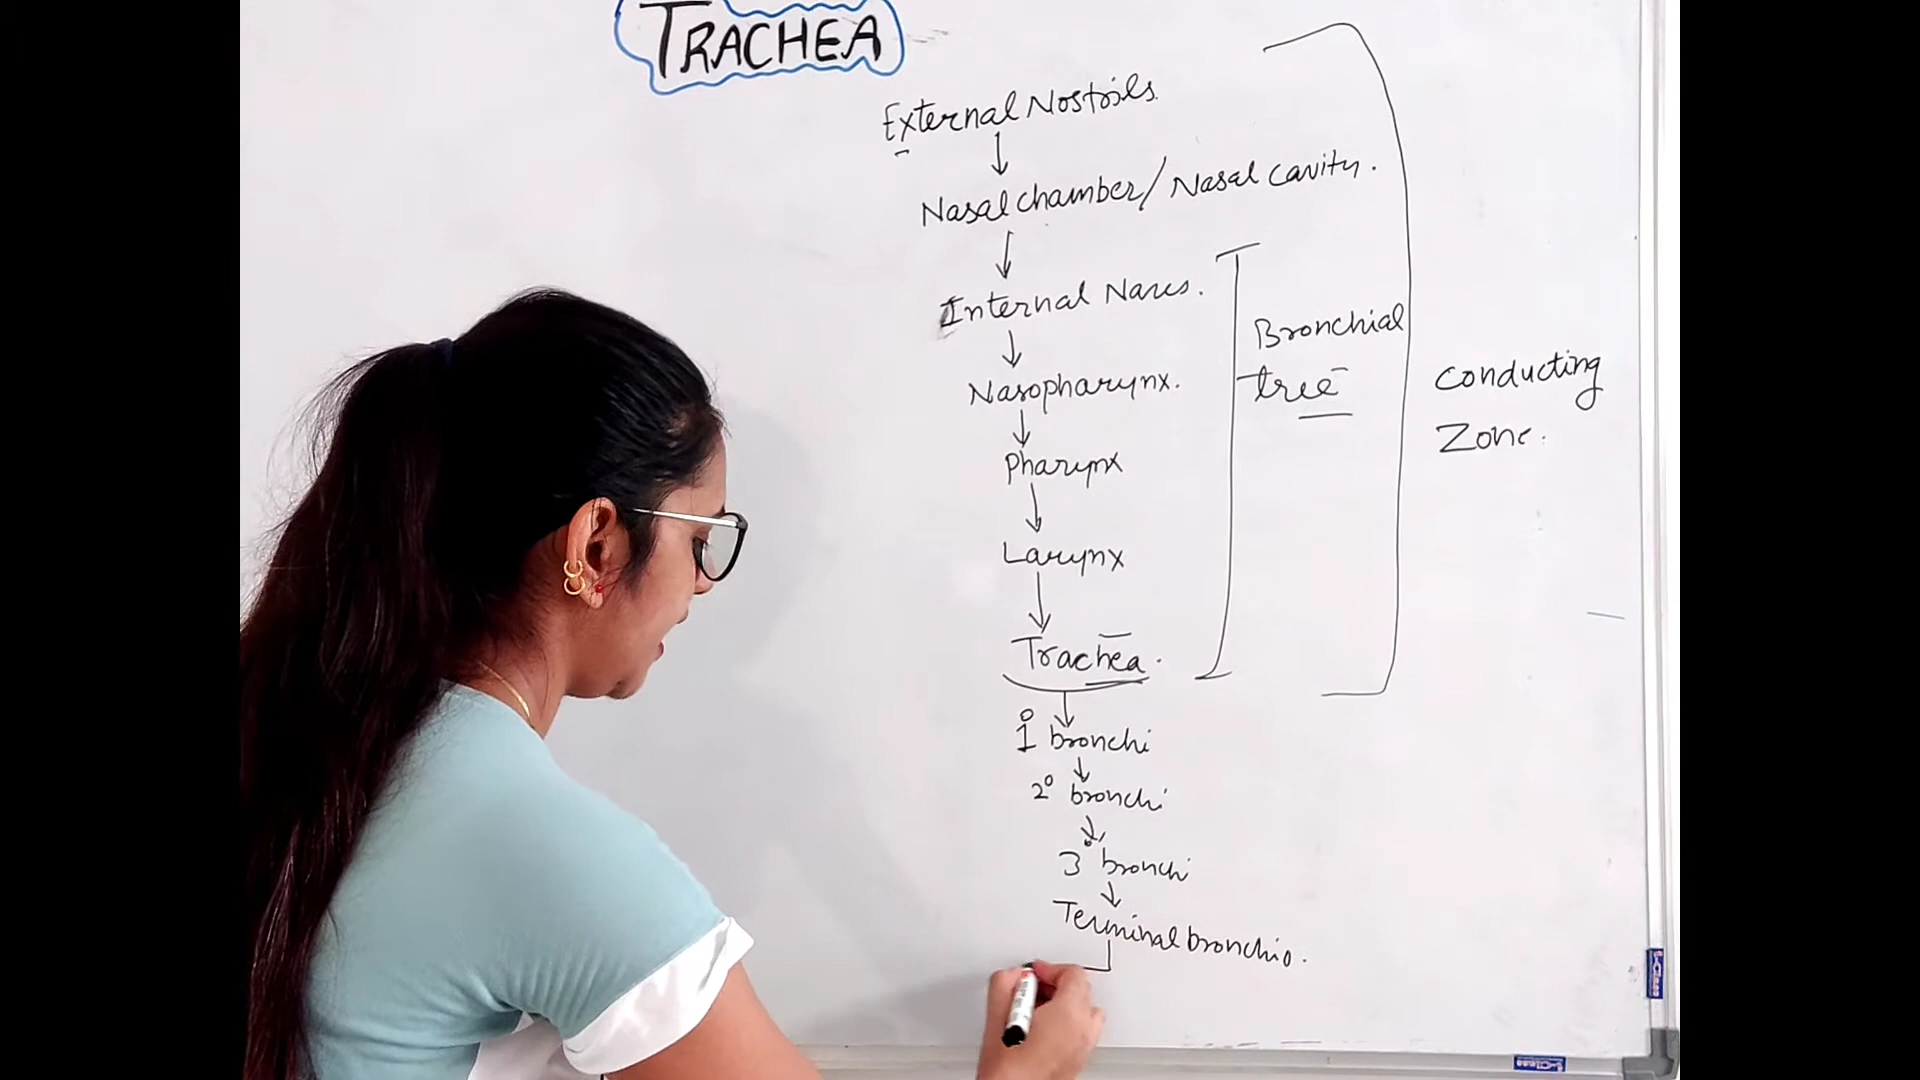 TRACHEA
External Nostrils.
Nasal chamber/ Nasal cavity.
Internal Nares.
Nasopharynx.
Pharynx
Larynx
Trachea.
1° bronchi
2° bronchi
3° bronchi
Terminal bronchio.
Bronchial
tree
Conducting
Zone.